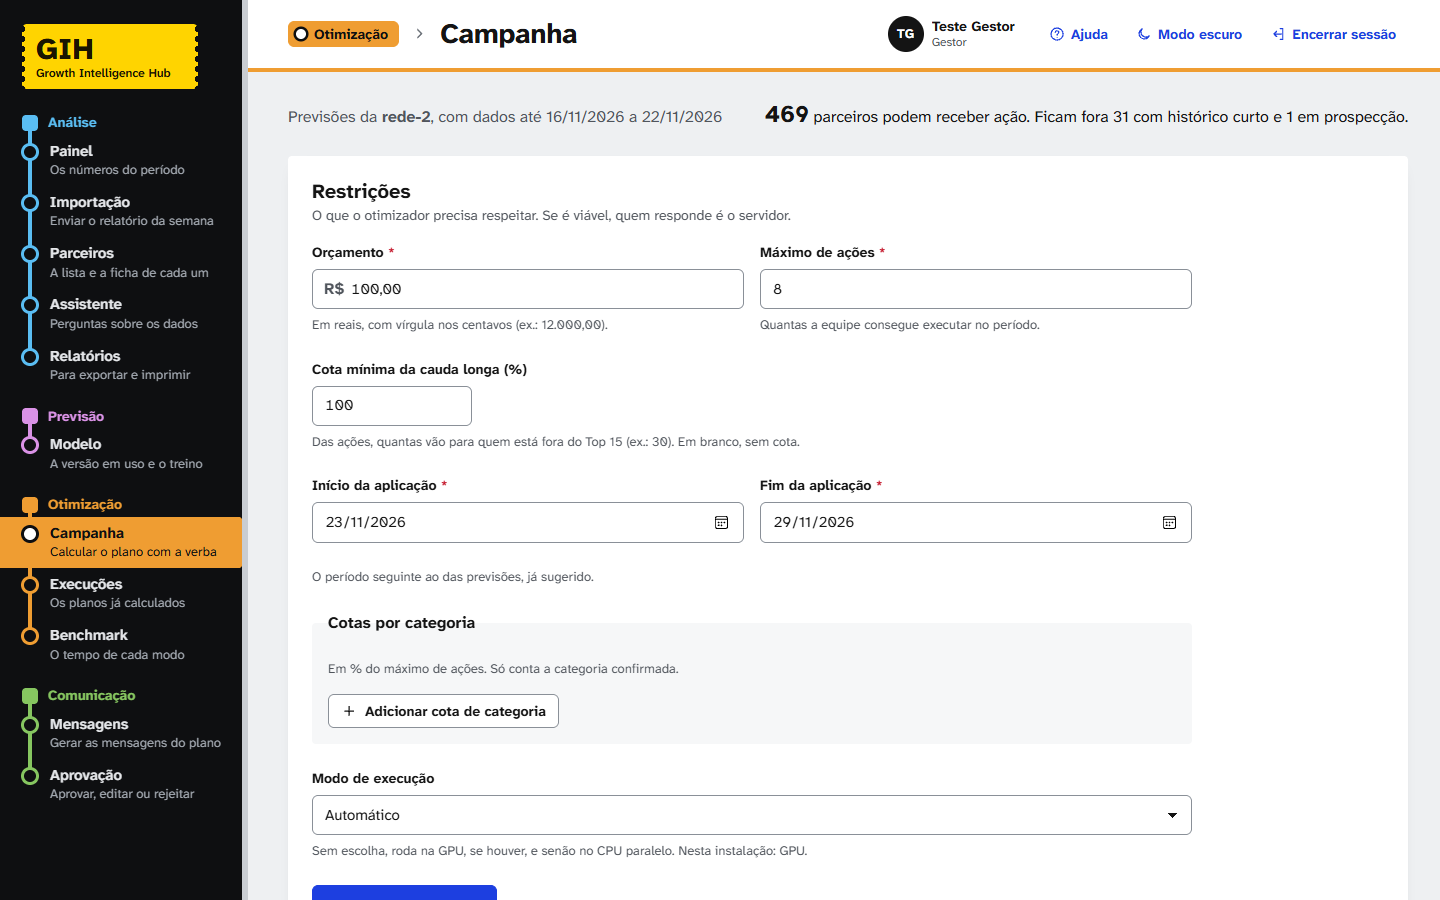 GIH
Growth Intelligence Hub
Análise
Painel
Os números do período
Importação
Enviar o relatório da semana
Parceiros
A lista e a ficha de cada um
Assistente
Perguntas sobre os dados
Relatórios
Para exportar e imprimir
Previsão
Modelo
A versão em uso e o treino
Otimização
Campanha
Calcular o plano com a verba
Execuções
Os planos já calculados
Benchmark
O tempo de cada modo
Comunicação
Mensagens
Gerar as mensagens do plano
Aprovação
Aprovar, editar ou rejeitar
Otimização
Campanha
TG
Teste Gestor
Gestor
Ajuda
Modo escuro
Encerrar sessão
Previsões da rede-2, com dados até 16/11/2026 a 22/11/2026
469 parceiros podem receber ação. Ficam fora 31 com histórico curto e 1 em prospecção.
Restrições
O que o otimizador precisa respeitar. Se é viável, quem responde é o servidor.
Orçamento *
R$ 100,00
Em reais, com vírgula nos centavos (ex.: 12.000,00).
Máximo de ações *
8
Quantas a equipe consegue executar no período.
Cota mínima da cauda longa (%)
100
Das ações, quantas vão para quem está fora do Top 15 (ex.: 30). Em branco, sem cota.
Início da aplicação *
23/11/2026
Fim da aplicação *
29/11/2026
O período seguinte ao das previsões, já sugerido.
Cotas por categoria
Em % do máximo de ações. Só conta a categoria confirmada.
Adicionar cota de categoria
Modo de execução
Automático
Sem escolha, roda na GPU, se houver, e senão no CPU paralelo. Nesta instalação: GPU.